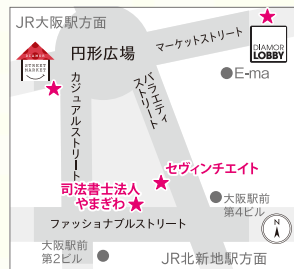 JR大阪駅方面
円形広場
マーケットストリート
DIAMOR
LOBBY
DIAMOR
STREET
MARKET
E-ma
カジュアルストリート
バラエティ
ストリート
セヴィンチエイト
司法書士法人
やまぎわ
大阪駅前
第4ビル
ファッショナブルストリート
N
大阪駅前
第2ビル
JR北新地駅方面